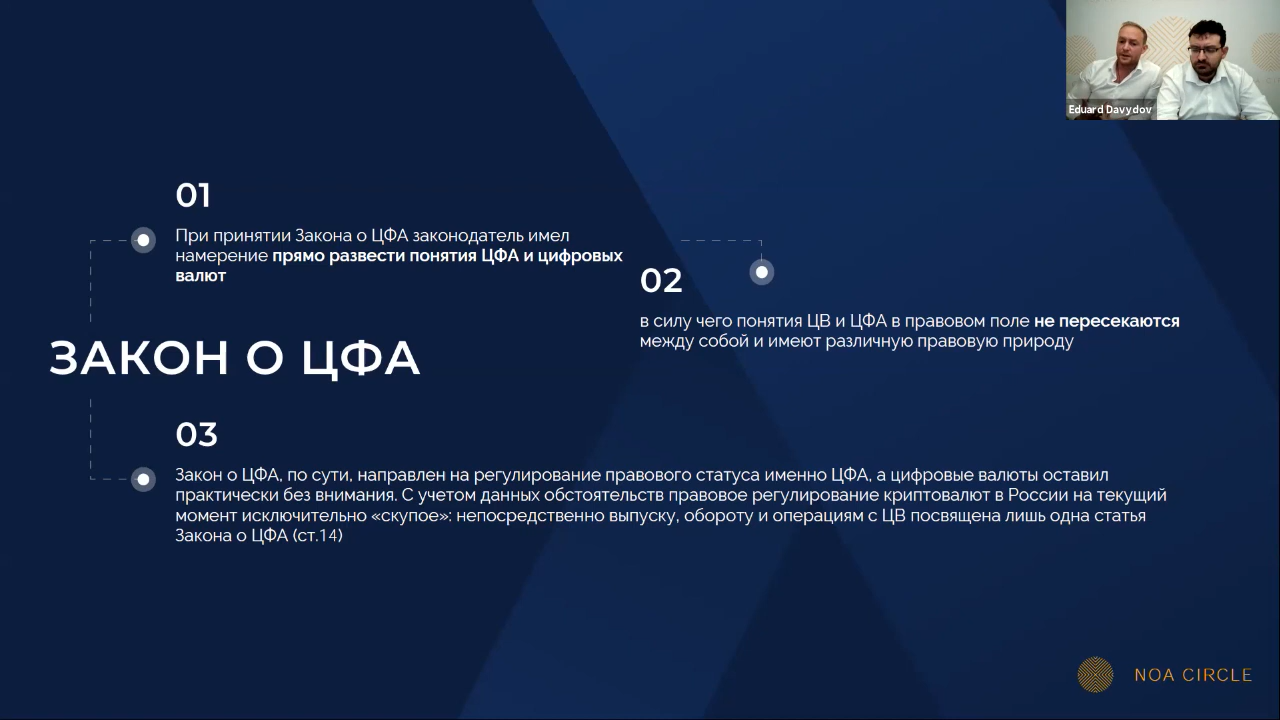 Eduard Davydov
01
При принятии Закона о ЦФА законодатель имел
намерение прямо развести понятия ЦФА и цифровых
валют
02
в силу чего понятия ЦВ и ЦФА в правовом поле не пересекаются
между собой и имеют различную правовую природу
ЗАКОН О ЦФА
03
Закон о ЦФА, по сути, направлен на регулирование правового статуса именно ЦФА, а цифровые валюты оставил
практически без внимания. С учетом данных обстоятельств правовое регулирование криптовалют в России на текущий
момент исключительно «скупое»: непосредственно выпуску, обороту и операциям с ЦВ посвящена лишь одна статья
Закона о ЦФА (ст.14)
NOA CIRCLE